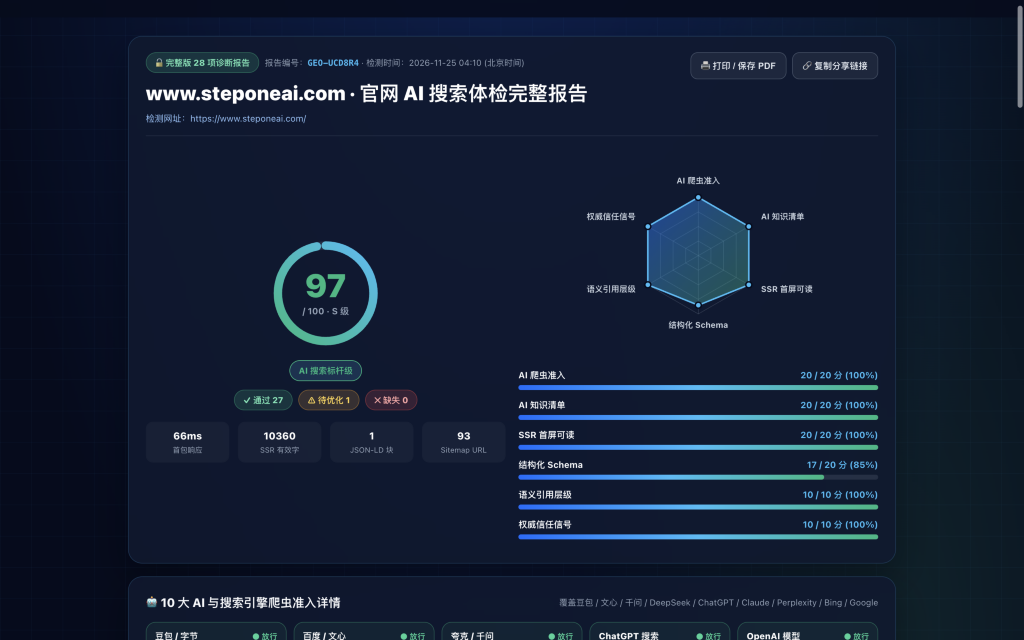 🔓 完整版 28 项诊断报告 报告编号：GEO-UCD8R4 · 检测时间：2026-11-25 04:10 (北京时间)
🖨 打印 / 保存 PDF
🔗 复制分享链接
www.steponeai.com · 官网 AI 搜索体检完整报告
检测网址：https://www.steponeai.com/
AI 爬虫准入
权威信任信号
AI 知识清单
语义引用层级
SSR 首屏可读
结构化 Schema
97
/ 100 · S 级
AI 搜索标杆级
✓ 通过 27
⚠ 待优化 1
✕ 缺失 0
66ms
首包响应
10360
SSR 有效字
1
JSON-LD 块
93
Sitemap URL
AI 爬虫准入 20 / 20 分 (100%)
AI 知识清单 20 / 20 分 (100%)
SSR 首屏可读 20 / 20 分 (100%)
结构化 Schema 17 / 20 分 (85%)
语义引用层级 10 / 10 分 (100%)
权威信任信号 10 / 10 分 (100%)
🤖 10 大 AI 与搜索引擎爬虫准入详情
覆盖豆包 / 文心 / 千问 / DeepSeek / ChatGPT / Claude / Perplexity / Bing / Google
豆包 / 字节 ● 放行
百度 / 文心 ● 放行
夸克 / 千问 ● 放行
ChatGPT 搜索 ● 放行
OpenAI 模型 ● 放行